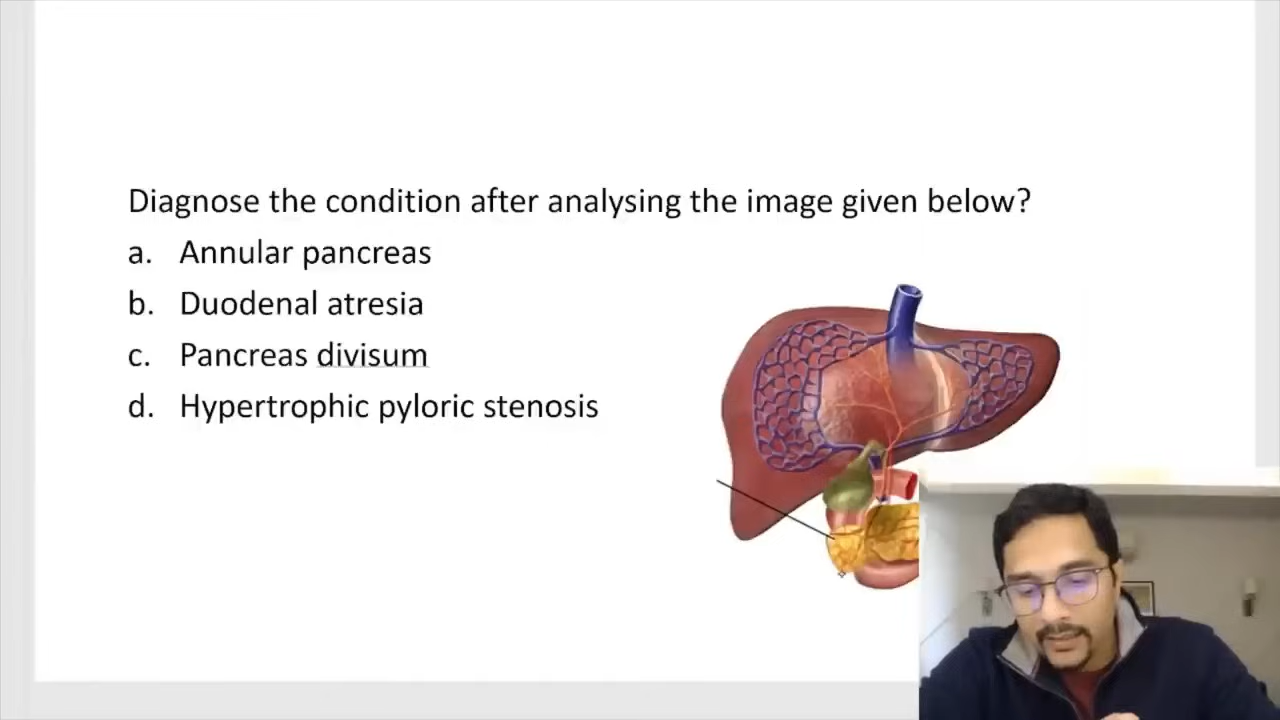 Diagnose the condition after analysing the image given below?
a. Annular pancreas
b. Duodenal atresia
c. Pancreas divisum
d. Hypertrophic pyloric stenosis